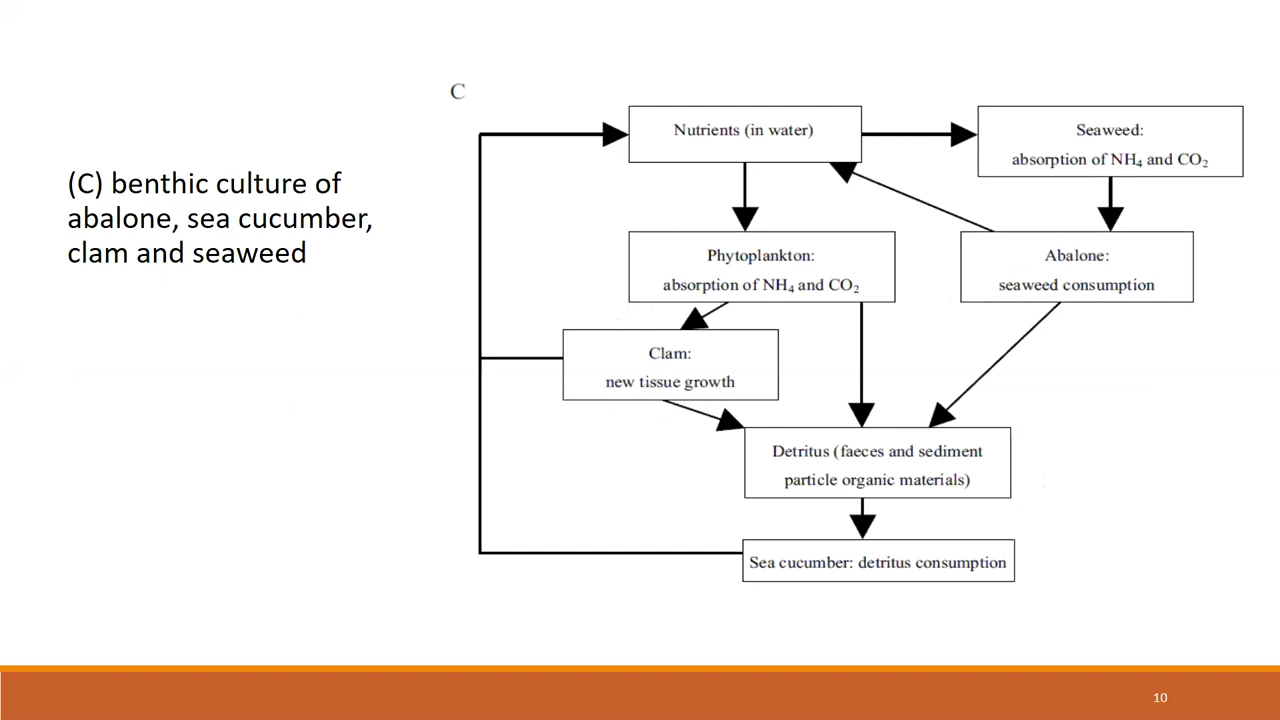 C
(C) benthic culture of
abalone, sea cucumber,
clam and seaweed
Nutrients (in water)
Seaweed:
absorption of NH₄ and CO₂
Phytoplankton:
absorption of NH₄ and CO₂
Abalone:
seaweed consumption
Clam:
new tissue growth
Detritus (faeces and sediment
particle organic materials)
Sea cucumber: detritus consumption
10